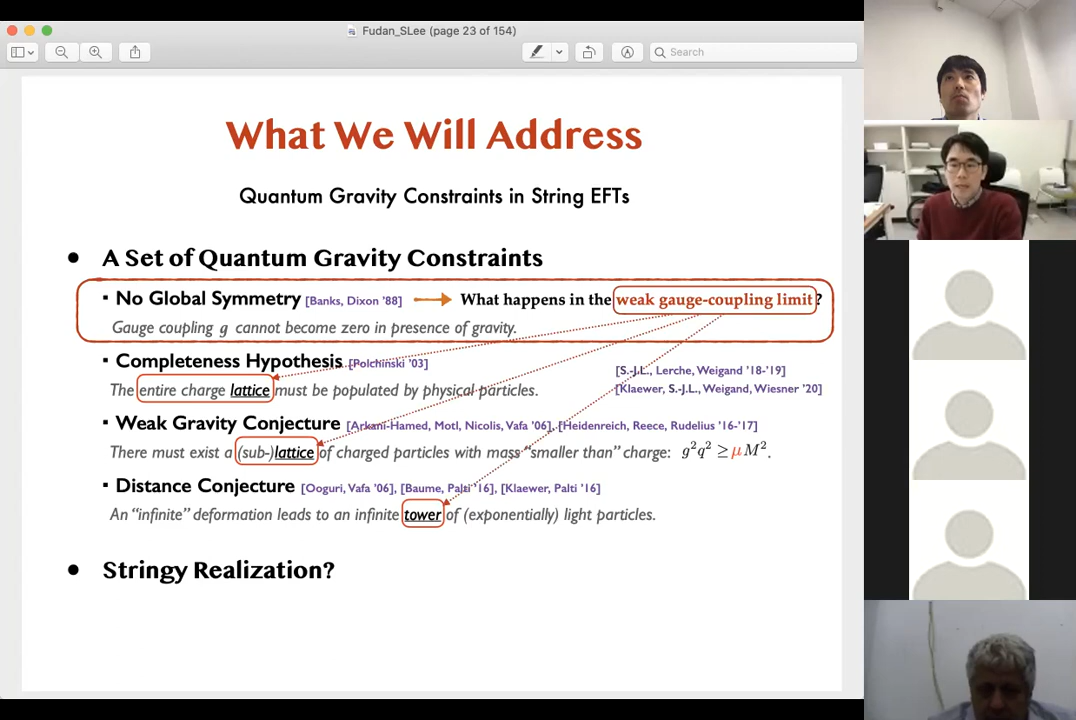 Fudan_SLee (page 23 of 154)
Search
What We Will Address
Quantum Gravity Constraints in String EFTs
• A Set of Quantum Gravity Constraints
▪ No Global Symmetry [Banks, Dixon '88] What happens in the weak gauge-coupling limit?
Gauge coupling g cannot become zero in presence of gravity.
▪ Completeness Hypothesis [Polchinski '03]
[S.-J.L., Lerche, Weigand '18-'19]
The entire charge lattice must be populated by physical particles.
[Klaewer, S.-J.L., Weigand, Wiesner '20]
▪ Weak Gravity Conjecture [Arkani-Hamed, Motl, Nicolis, Vafa '06], [Heidenreich, Reece, Rudelius '16-'17]
There must exist a (sub-)lattice of charged particles with mass "smaller than" charge: g²q² ≥ μM².
▪ Distance Conjecture [Ooguri, Vafa '06], [Baume, Palti '16], [Klaewer, Palti '16]
An "infinite" deformation leads to an infinite tower of (exponentially) light particles.
• Stringy Realization?